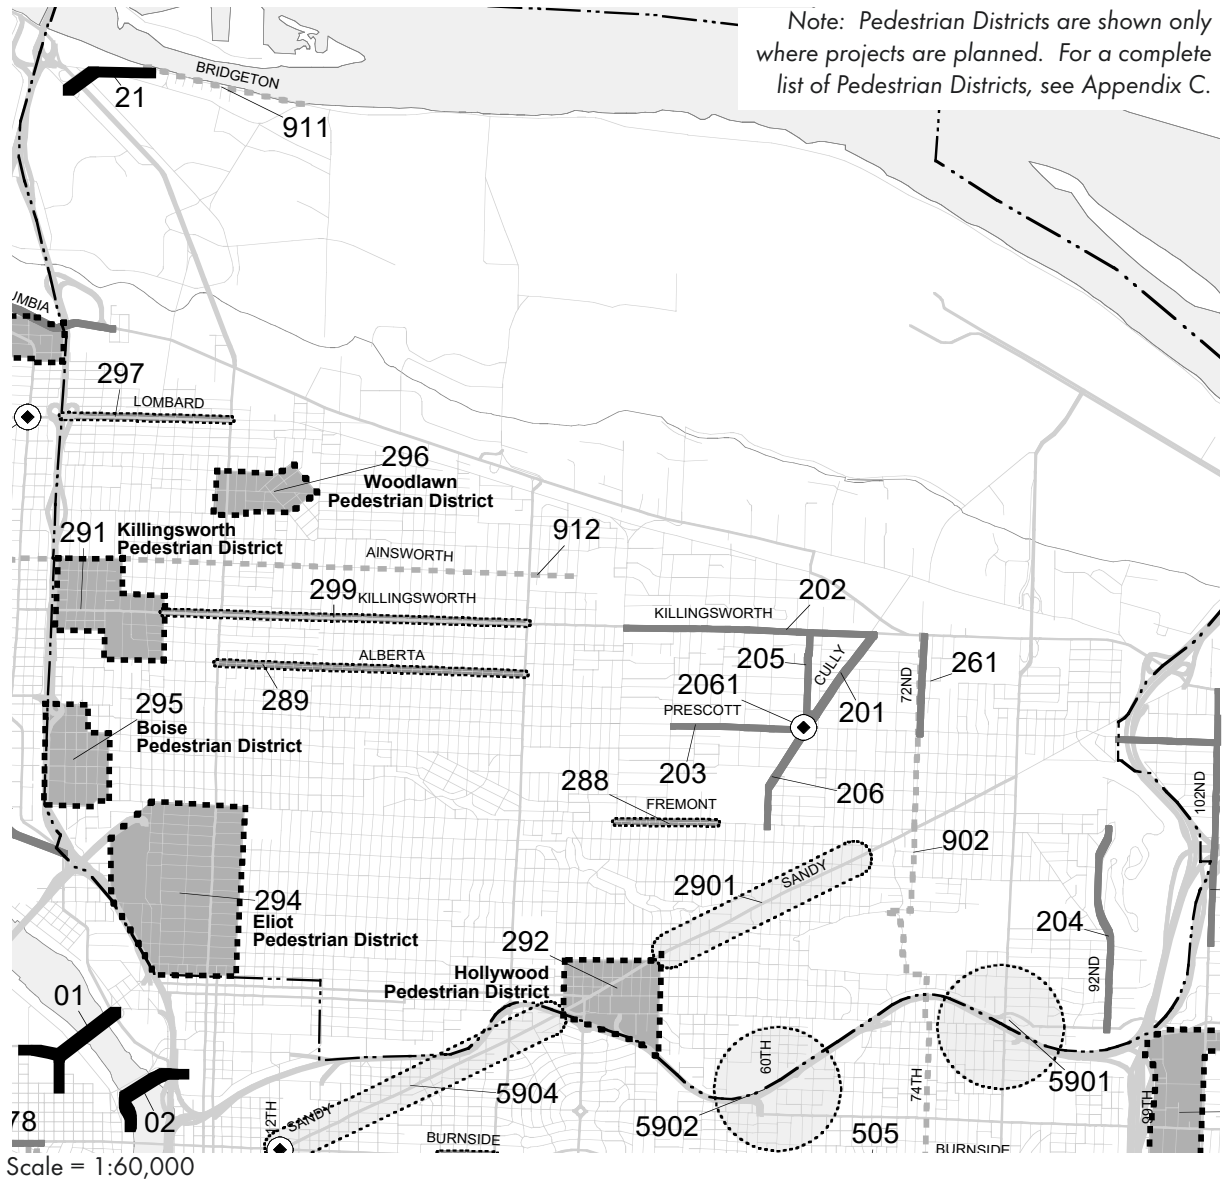 Note: Pedestrian Districts are shown only
where projects are planned. For a complete
list of Pedestrian Districts, see Appendix C.
BRIDGETON
21
911
UMBIA
297
LOMBARD
296
Woodlawn
Pedestrian District
291
Killingsworth
Pedestrian District
912
AINSWORTH
299
KILLINGSWORTH
202
KILLINGSWORTH
ALBERTA
205
CULLY
72ND
261
289
2061
PRESCOTT
201
295
Boise
Pedestrian District
203
288
FREMONT
206
102ND
902
SANDY
2901
294
Eliot
Pedestrian District
292
204
Hollywood
Pedestrian District
92ND
01
60TH
74TH
5901
5904
99TH
02
12TH
SANDY
5902
505
78
BURNSIDE
BURNSIDE
Scale = 1:60,000